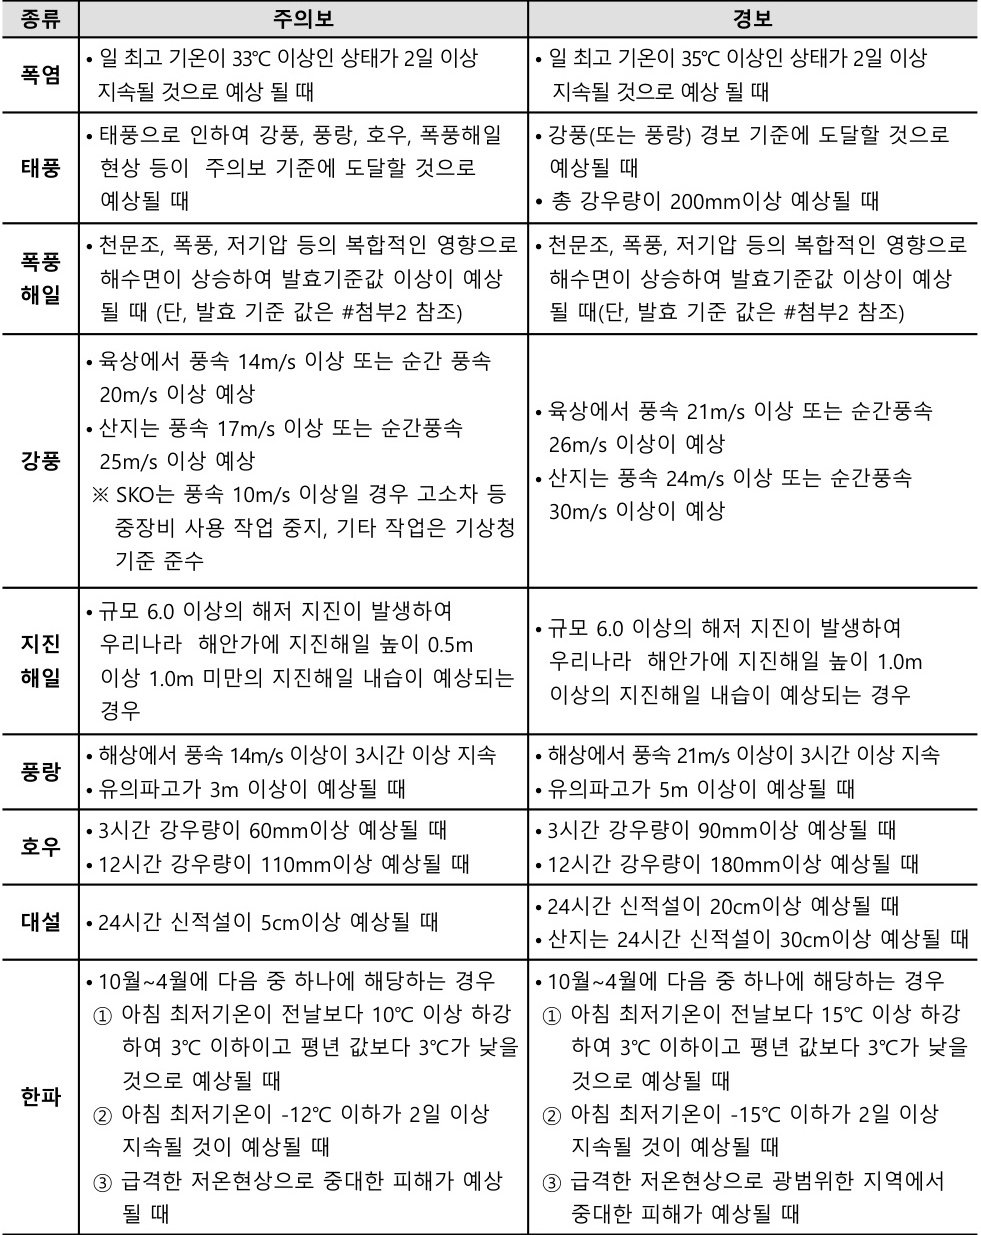 종류 주의보 경보
폭염
• 일 최고 기온이 33℃ 이상인 상태가 2일 이상
지속될 것으로 예상 될 때
• 일 최고 기온이 35℃ 이상인 상태가 2일 이상
지속될 것으로 예상 될 때
태풍
• 태풍으로 인하여 강풍, 풍랑, 호우, 폭풍해일
현상 등이 주의보 기준에 도달할 것으로
예상될 때
• 강풍(또는 풍랑) 경보 기준에 도달할 것으로
예상될 때
• 총 강우량이 200mm이상 예상될 때
폭풍
해일
• 천문조, 폭풍, 저기압 등의 복합적인 영향으로
해수면이 상승하여 발효기준값 이상이 예상
될 때 (단, 발효 기준 값은 #첨부2 참조)
• 천문조, 폭풍, 저기압 등의 복합적인 영향으로
해수면이 상승하여 발효기준값 이상이 예상
될 때(단, 발효 기준 값은 #첨부2 참조)
강풍
• 육상에서 풍속 14m/s 이상 또는 순간 풍속
20m/s 이상 예상
• 산지는 풍속 17m/s 이상 또는 순간풍속
25m/s 이상 예상
※ SKO는 풍속 10m/s 이상일 경우 고소차 등
중장비 사용 작업 중지, 기타 작업은 기상청
기준 준수
• 육상에서 풍속 21m/s 이상 또는 순간풍속
26m/s 이상이 예상
• 산지는 풍속 24m/s 이상 또는 순간풍속
30m/s 이상이 예상
지진
해일
• 규모 6.0 이상의 해저 지진이 발생하여
우리나라 해안가에 지진해일 높이 0.5m
이상 1.0m 미만의 지진해일 내습이 예상되는
경우
• 규모 6.0 이상의 해저 지진이 발생하여
우리나라 해안가에 지진해일 높이 1.0m
이상의 지진해일 내습이 예상되는 경우
풍랑
• 해상에서 풍속 14m/s 이상이 3시간 이상 지속
• 유의파고가 3m 이상이 예상될 때
• 해상에서 풍속 21m/s 이상이 3시간 이상 지속
• 유의파고가 5m 이상이 예상될 때
호우
• 3시간 강우량이 60mm이상 예상될 때
• 12시간 강우량이 110mm이상 예상될 때
• 3시간 강우량이 90mm이상 예상될 때
• 12시간 강우량이 180mm이상 예상될 때
대설
• 24시간 신적설이 5cm이상 예상될 때
• 24시간 신적설이 20cm이상 예상될 때
• 산지는 24시간 신적설이 30cm이상 예상될 때
한파
• 10월~4월에 다음 중 하나에 해당하는 경우
① 아침 최저기온이 전날보다 10℃ 이상 하강
하여 3℃ 이하이고 평년 값보다 3℃가 낮을
것으로 예상될 때
② 아침 최저기온이 -12℃ 이하가 2일 이상
지속될 것이 예상될 때
③ 급격한 저온현상으로 중대한 피해가 예상
될 때
• 10월~4월에 다음 중 하나에 해당하는 경우
① 아침 최저기온이 전날보다 15℃ 이상 하강
하여 3℃ 이하이고 평년 값보다 3℃가 낮을
것으로 예상될 때
② 아침 최저기온이 -15℃ 이하가 2일 이상
지속될 것이 예상될 때
③ 급격한 저온현상으로 광범위한 지역에서
중대한 피해가 예상될 때